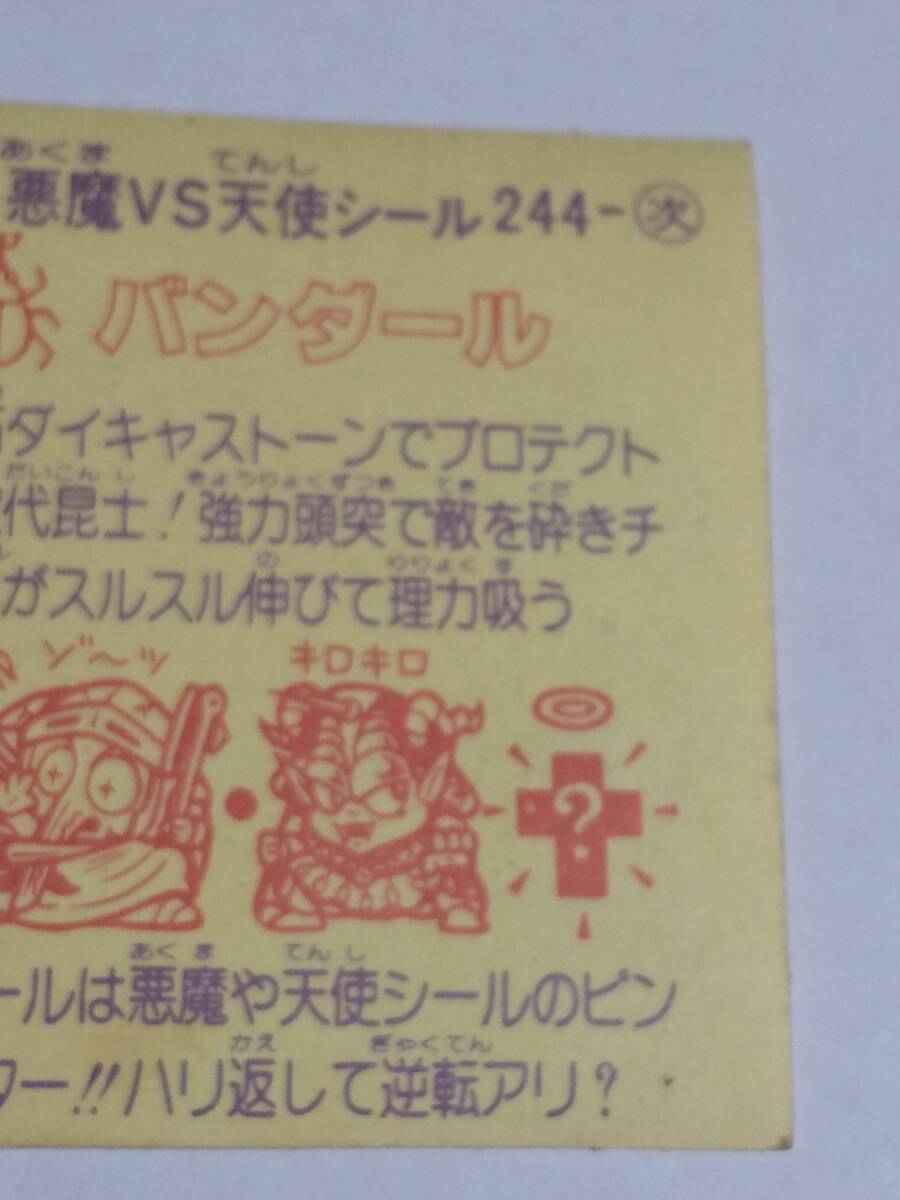 あくま てんし
悪魔VS天使シール 244-次
バンダール
ダイキャストーンでプロテクト
だいこんし きょうりょくずつき てき くだ
代昆士!強力頭突で敵を砕きチ
の りりょく す
がスルスル伸びて理力吸う
ゾ〜ッ キロキロ
?
あくま てんし
ールは悪魔や天使シールのピン
かえ ぎゃくてん
ター!!ハリ返して逆転アリ?